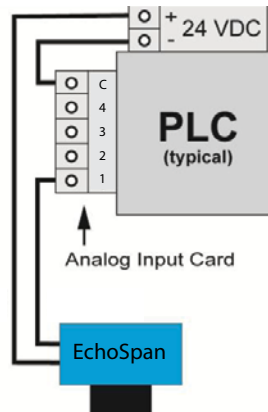 +
24 VDC
-
C
4
3
2
1
PLC
(typical)
Analog Input Card
EchoSpan